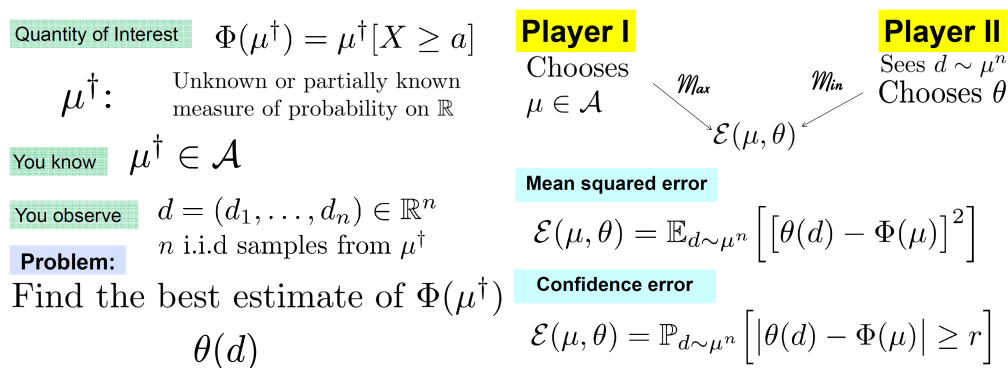 Quantity of Interest Φ(μ†) = μ†[X ≥ a]
μ†:
Unknown or partially known
measure of probability on ℝ
You know μ† ∈ 𝒜
You observe d = (d₁, …, dₙ) ∈ ℝⁿ
n i.i.d samples from μ†
Problem:
Find the best estimate of Φ(μ†)
θ(d)
Player I
Chooses
μ ∈ 𝒜
Max
Player II
Sees d ∼ μⁿ
Chooses θ
Min
ℰ(μ, θ)
Mean squared error
ℰ(μ, θ) = 𝔼_{d∼μⁿ}[[θ(d) − Φ(μ)]²]
Confidence error
ℰ(μ, θ) = ℙ_{d∼μⁿ}[|θ(d) − Φ(μ)| ≥ r]